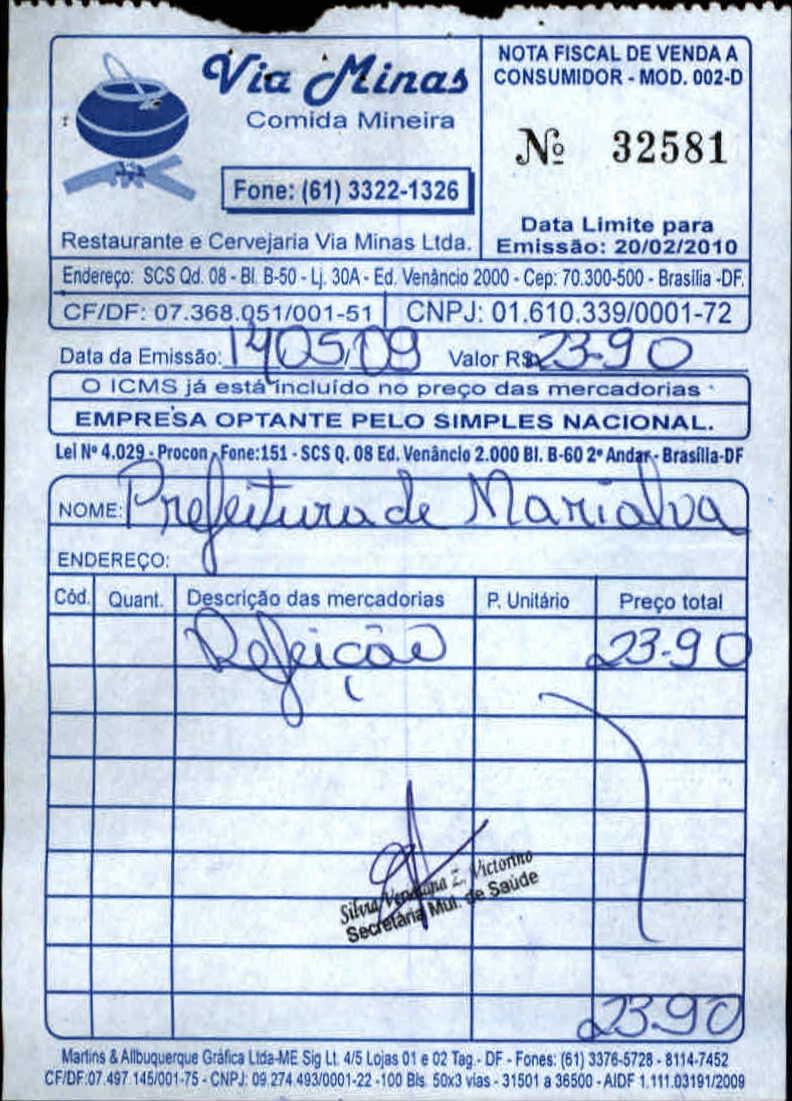 Via Minas
Comida Mineira
Fone: (61) 3322-1326
Restaurante e Cervejaria Via Minas Ltda.
NOTA FISCAL DE VENDA A
CONSUMIDOR - MOD. 002-D
Nº 32581
Data Limite para
Emissão: 20/02/2010
Endereço: SCS Qd. 08 - Bl. B-50 - Lj. 30A - Ed. Venâncio 2000 - Cep: 70.300-500 - Brasília -DF.
CF/DF: 07.368.051/001-51 CNPJ: 01.610.339/0001-72
Data da Emissão: 14/05/09 Valor R$ 23-90
O ICMS já está incluído no preço das mercadorias
EMPRESA OPTANTE PELO SIMPLES NACIONAL.
Lei Nº 4.029 - Procon - Fone:151 - SCS Q. 08 Ed. Venâncio 2.000 Bl. B-60 2º Andar - Brasília-DF
NOME: Prefeitura de Marialva
ENDEREÇO:
Cód. Quant. Descrição das mercadorias P. Unitário Preço total
Refeição 23-90
Silvia Z. Victorino
Secretária Mul. de Saúde
23-90
Martins & Allbuquerque Gráfica Ltda-ME Sig Lt. 4/5 Lojas 01 e 02 Tag.- DF - Fones: (61) 3376-5728 - 8114-7452
CF/DF:07.497.145/001-75 - CNPJ: 09.274.493/0001-22 -100 Bls. 50x3 vias - 31501 a 36500 - AIDF 1.111.03191/2009